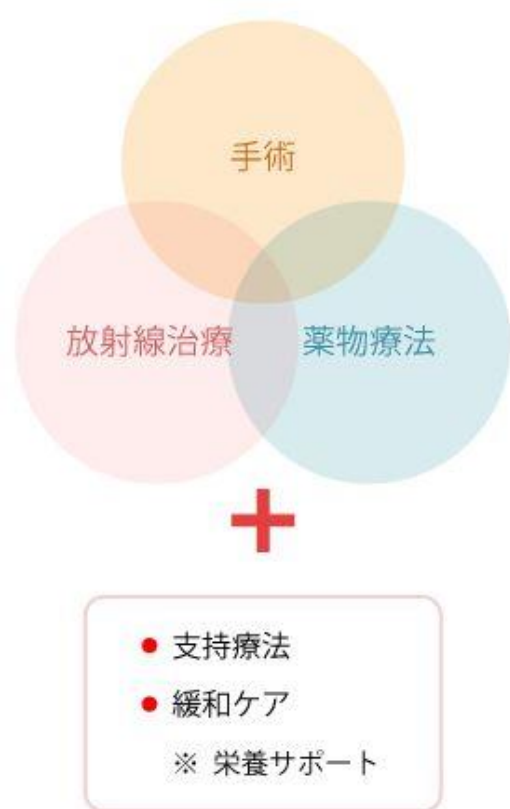 手術
放射線治療
薬物療法
+
● 支持療法
● 緩和ケア
※ 栄養サポート